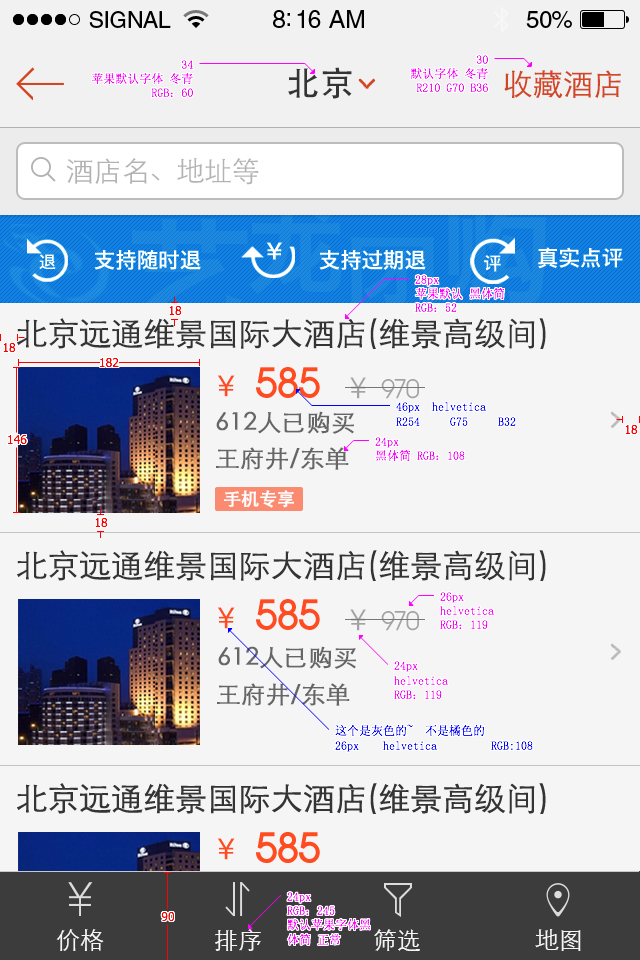 SIGNAL 8:16 AM 50%
34
苹果默认字体 冬青
RGB: 60
北京
30
默认字体 冬青
R210 G70 B36
收藏酒店
酒店名、地址等
退 支持随时退 ¥ 支持过期退 评 真实点评
28px
苹果默认 黑体简
RGB: 52
18
18
北京远通维景国际大酒店(维景高级间)
182
146
¥ 585 ¥ 970
46px helvetica
R254 G75 B32
612人已购买
18
24px
黑体简 RGB: 108
王府井/东单
手机专享
18
北京远通维景国际大酒店(维景高级间)
¥ 585 ¥ 970
26px
helvetica
RGB: 119
612人已购买
24px
helvetica
RGB: 119
王府井/东单
这个是灰色的~ 不是橘色的
26px helvetica RGB:108
北京远通维景国际大酒店(维景高级间)
¥ 585
90
24px
RGB: 245
默认苹果字体黑
体简 正常
价格 排序 筛选 地图